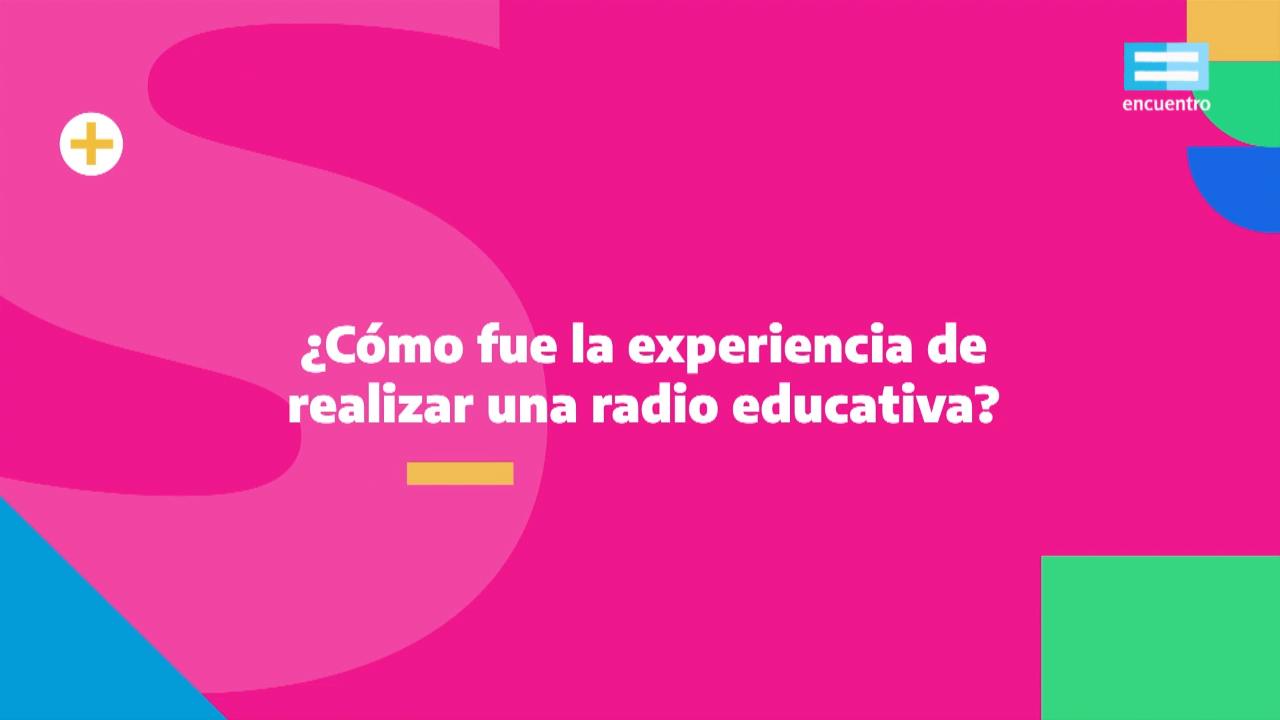 encuentro
¿Cómo fue la experiencia de
realizar una radio educativa?